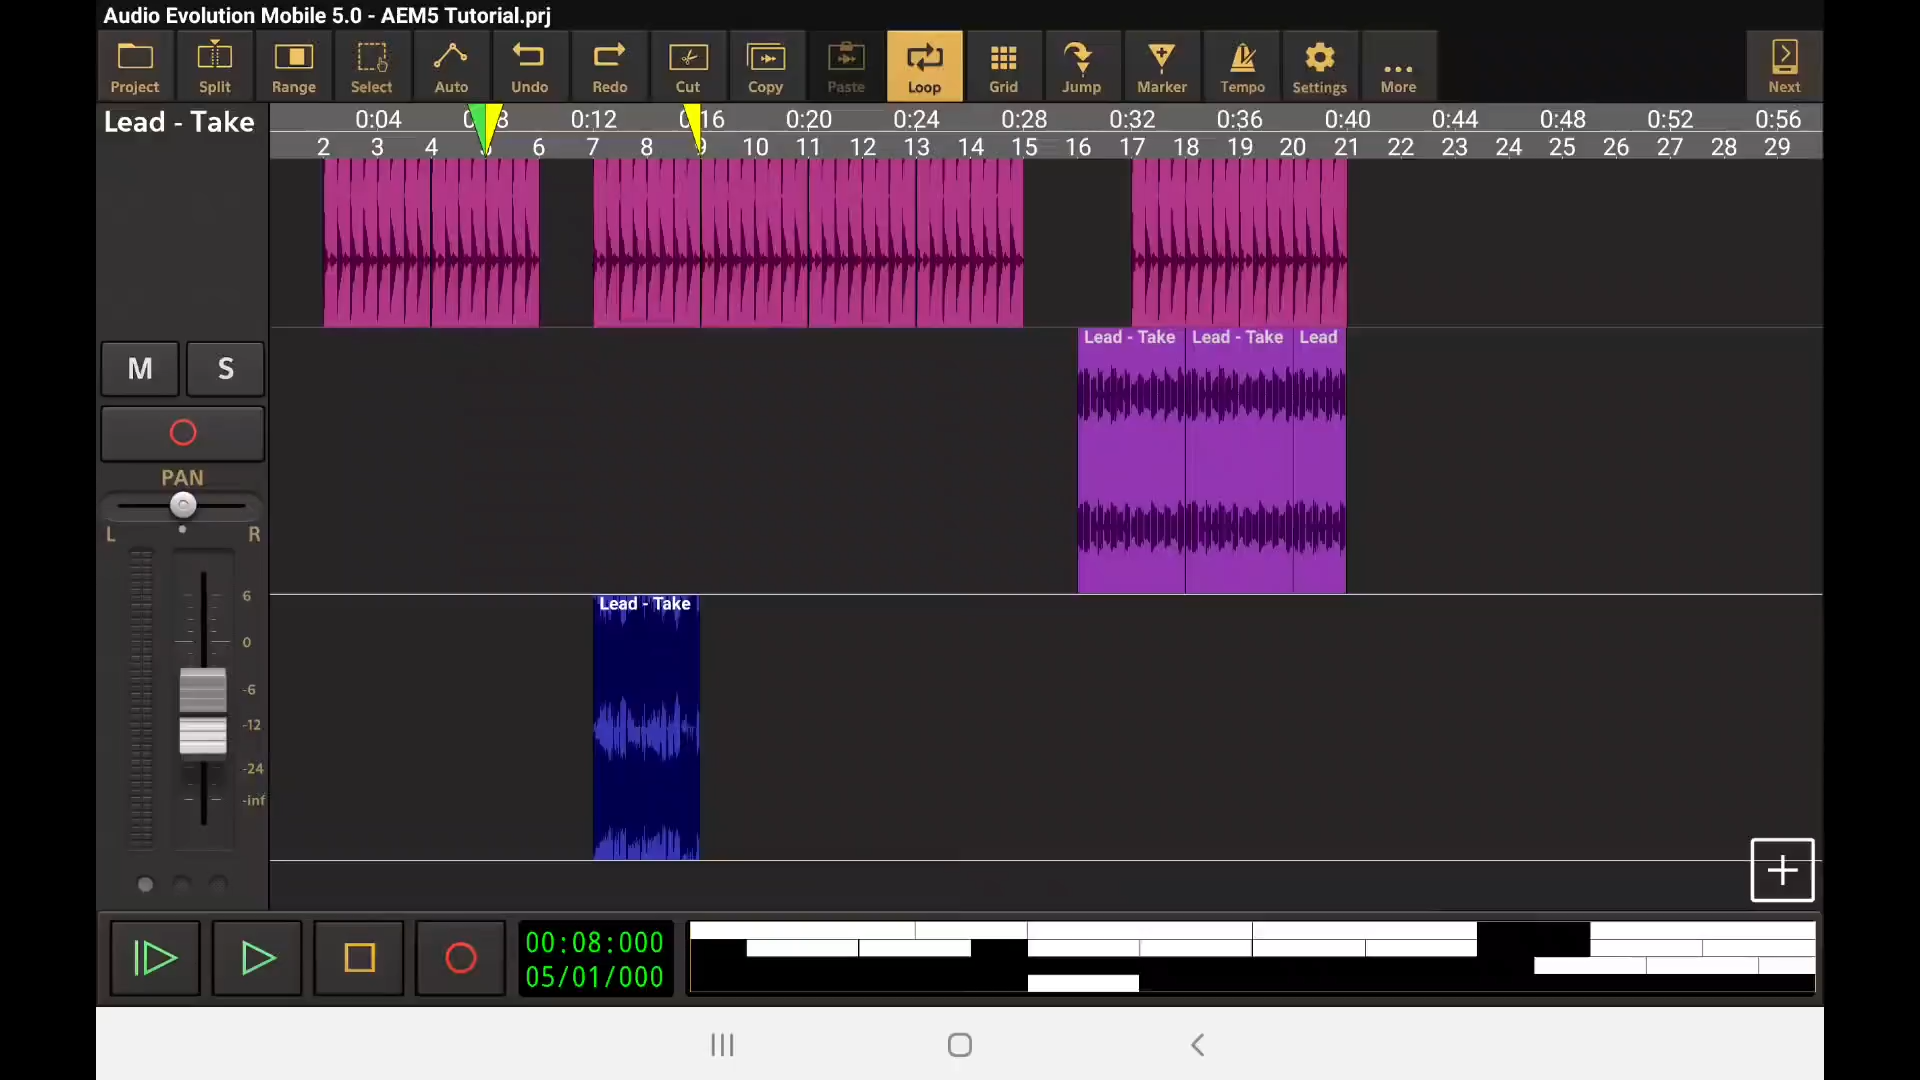 Audio Evolution Mobile 5.0 - AEM5 Tutorial.prj
Project Split Range Select Auto Undo Redo Cut Copy Paste Loop Grid Jump Marker Tempo Settings More Next
Lead - Take
0:04 0:12 0:16 0:20 0:24 0:28 0:32 0:36 0:40 0:44 0:48 0:52 0:56
2 3 4 5 6 7 8 9 10 11 12 13 14 15 16 17 18 19 20 21 22 23 24 25 26 27 28 29
Lead - Take Lead - Take Lead
M S
PAN
L R
Lead - Take
6
0
-6
-12
-24
-inf
00:08:000
05/01/000